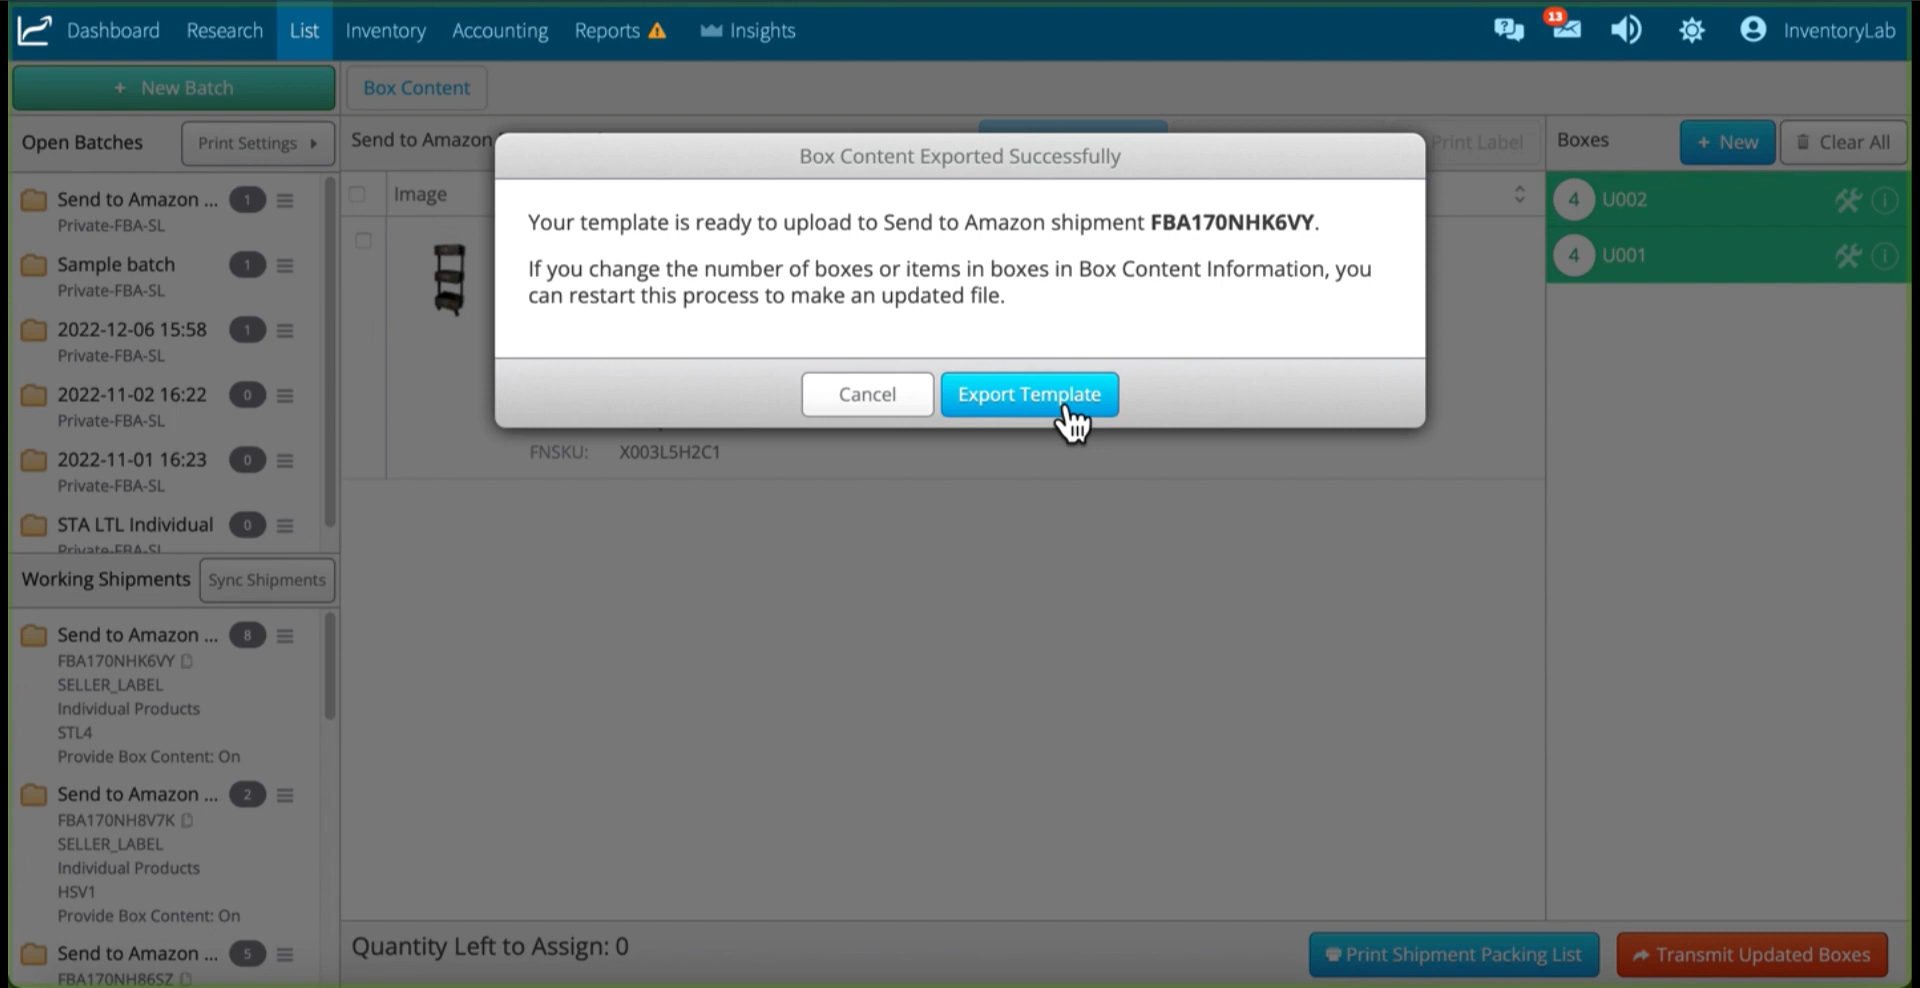 Dashboard
Research
List
Inventory
Accounting
Reports
Insights
13
InventoryLab
+ New Batch
Box Content
Open Batches
Print Settings
Send to Amazon
Print Label
Boxes
+ New
Clear All
Send to Amazon ... 1
Private-FBA-SL
Sample batch 1
Private-FBA-SL
2022-12-06 15:58 1
Private-FBA-SL
2022-11-02 16:22 0
Private-FBA-SL
2022-11-01 16:23 0
Private-FBA-SL
STA LTL Individual 0
Private-FBA-SL
Image
Box Content Exported Successfully
Your template is ready to upload to Send to Amazon shipment FBA170NHK6VY.
If you change the number of boxes or items in boxes in Box Content Information, you
can restart this process to make an updated file.
Cancel
Export Template
FNSKU: X003L5H2C1
4 U002
4 U001
Working Shipments
Sync Shipments
Send to Amazon ... 8
FBA170NHK6VY
SELLER_LABEL
Individual Products
STL4
Provide Box Content: On
Send to Amazon ... 2
FBA170NH8V7K
SELLER_LABEL
Individual Products
HSV1
Provide Box Content: On
Send to Amazon ... 5
FBA170NH86SZ
Quantity Left to Assign: 0
Print Shipment Packing List
Transmit Updated Boxes